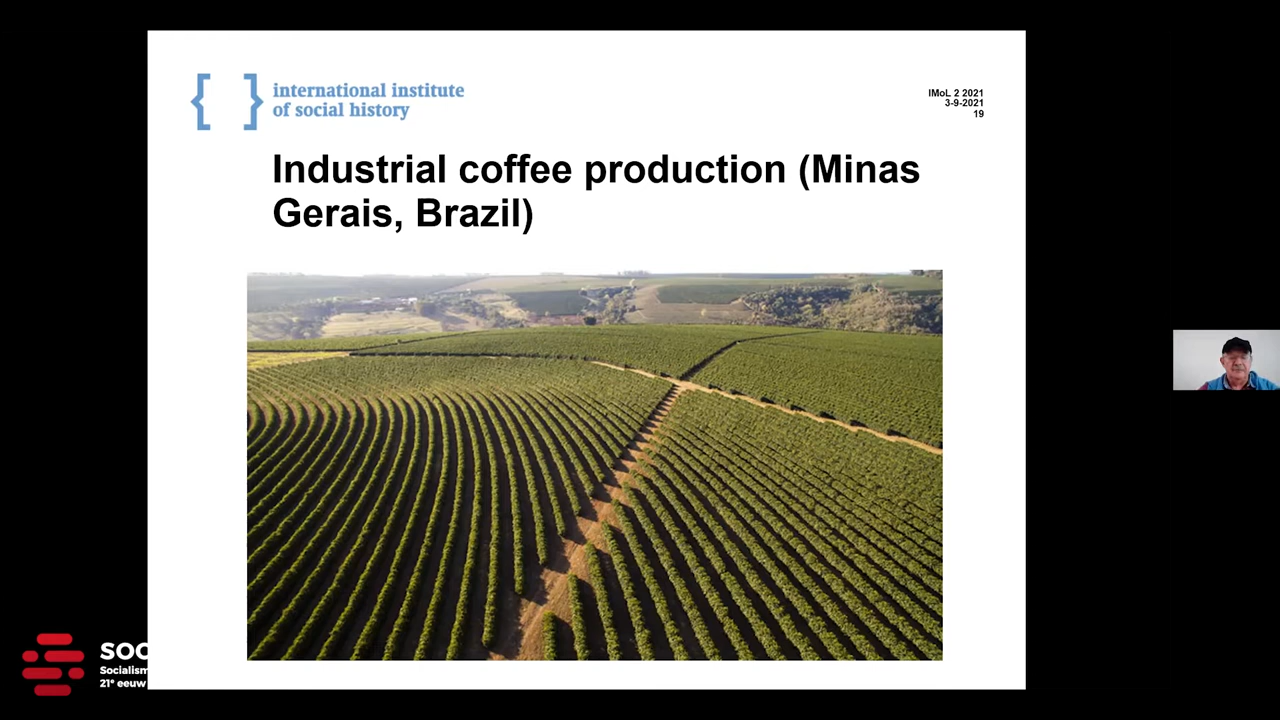 international institute
of social history
IMoL 2 2021
3-9-2021
19
Industrial coffee production (Minas
Gerais, Brazil)
SOC
Socialism
21e eeuw